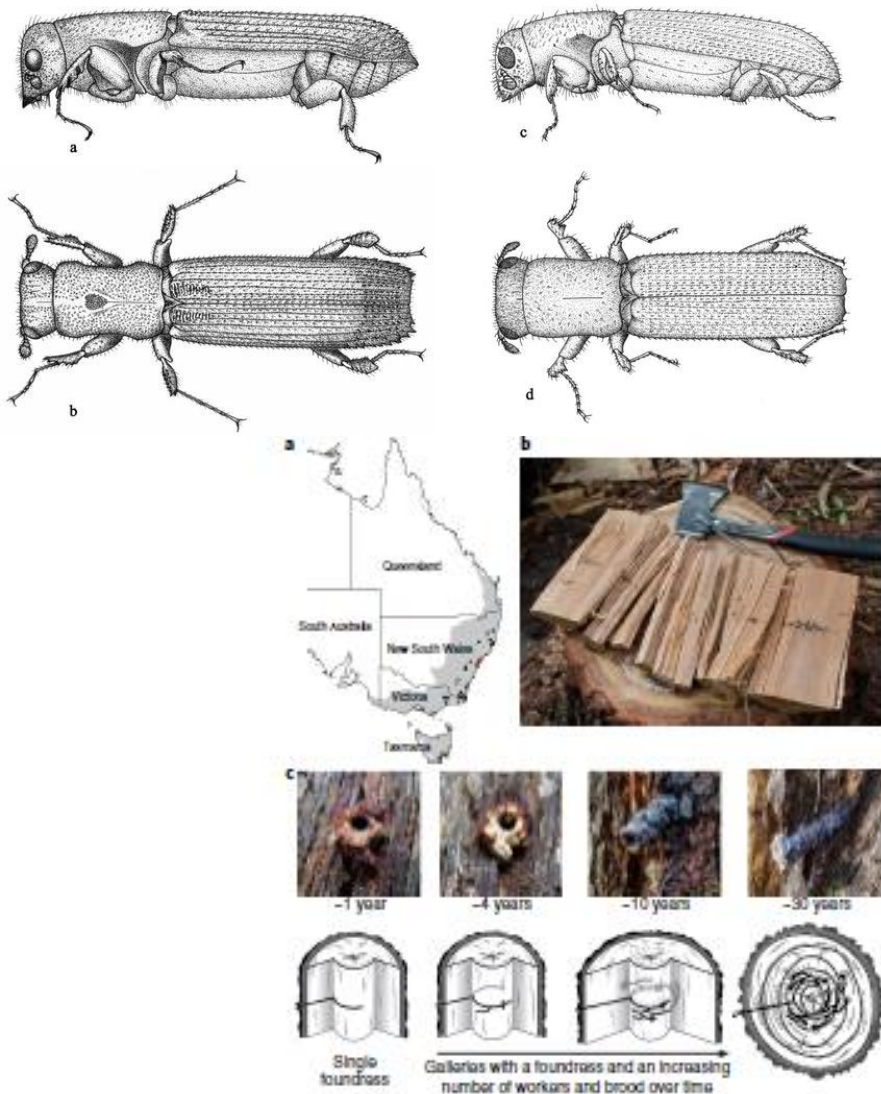 a
c
b
d
a
b
Queensland
South Australia
New South Wales
Victoria
Tasmania
c
~1 year
~4 years
~10 years
~30 years
Single
foundress
Galleries with a foundress and an increasing
number of workers and brood over time